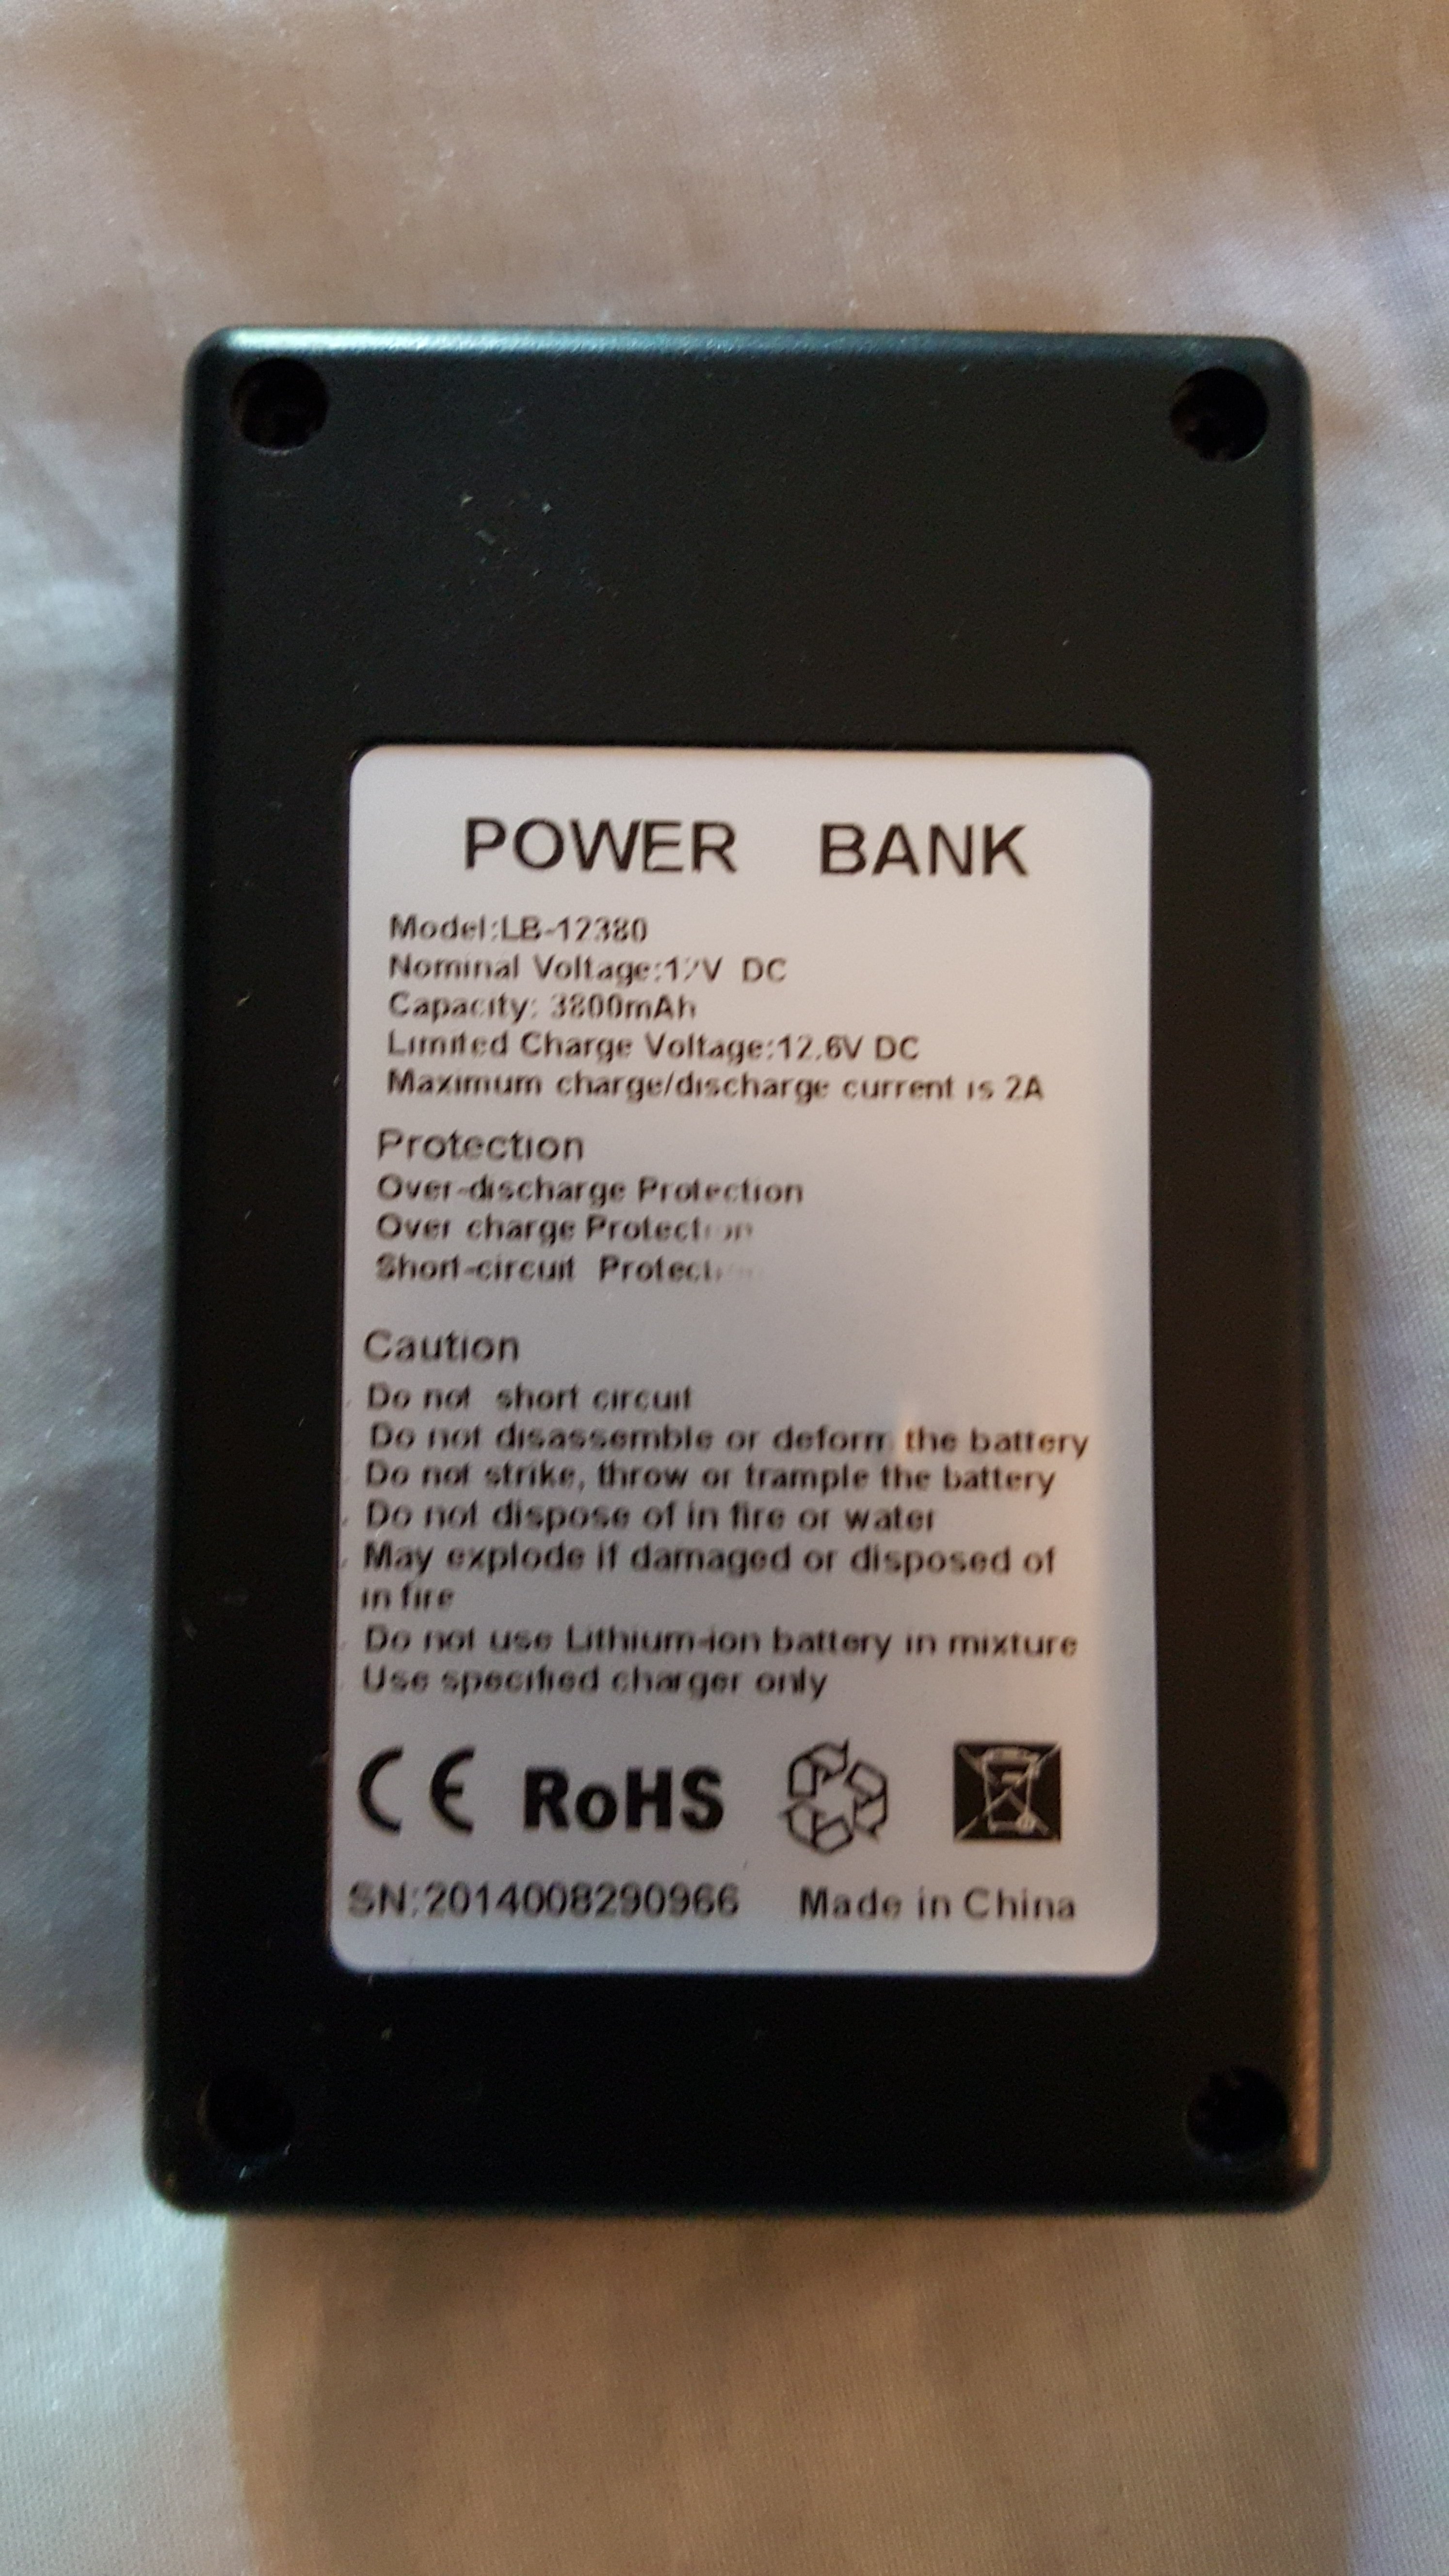 POWER BANK
Model:LB-12380
Nominal Voltage:12V DC
Capacity: 3800mAh
Limited Charge Voltage:12.6V DC
Maximum charge/discharge current is 2A
Protection
Over-discharge Protection
Over charge Protection
Short-circuit Protection
Caution
Do not short circuit
Do not disassemble or deform the battery
Do not strike, throw or trample the battery
Do not dispose of in fire or water
May explode if damaged or disposed of
in fire
Do not use Lithium-ion battery in mixture
Use specified charger only
CE RoHS
SN:2014008290966 Made in China